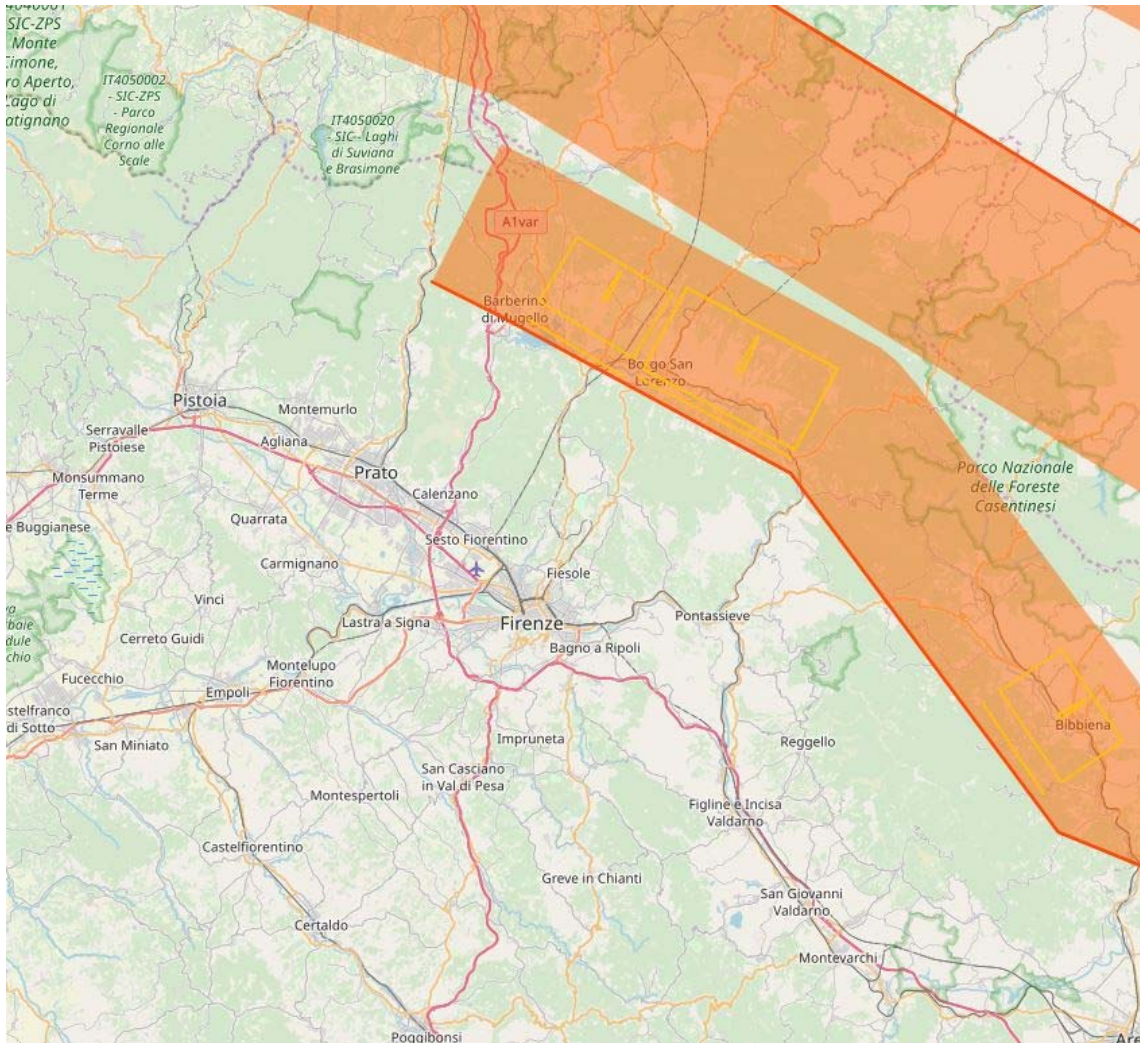 SIC-ZPS
Monte
Cimone,
ro Aperto,
Lago di
atignano
IT4050002
- SIC-ZPS
- Parco
Regionale
Corno alle
Scale
IT4050020
- SIC - Laghi
di Suviana
e Brasimone
A1var
Barberino
di Mugello
Borgo San
Lorenzo
Pistoia
Montemurlo
Serravalle
Pistoiese
Agliana
Prato
Monsummano
Terme
Calenzano
Parco Nazionale
delle Foreste
Casentinesi
Quarrata
e Buggianese
Sesto Fiorentino
Carmignano
Fiesole
Vinci
Lastra a Signa
Firenze
Pontassieve
Cerreto Guidi
Bagno a Ripoli
Montelupo
Fiorentino
Fucecchio
Empoli
stelfranco
di Sotto
San Miniato
Impruneta
Reggello
Bibbiena
San Casciano
in Val di Pesa
Montespertoli
Figline e Incisa
Valdarno
Castelfiorentino
Greve in Chianti
San Giovanni
Valdarno
Certaldo
Montevarchi
Poggibonsi
Are